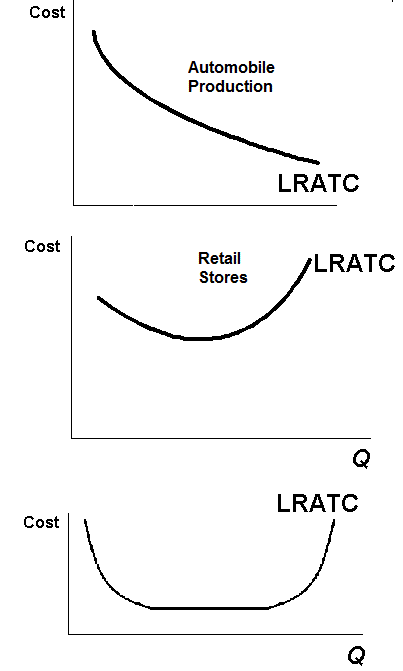 Cost
Automobile
Production
LRATC
Cost
Retail
Stores
LRATC
Q
LRATC
Cost
Q